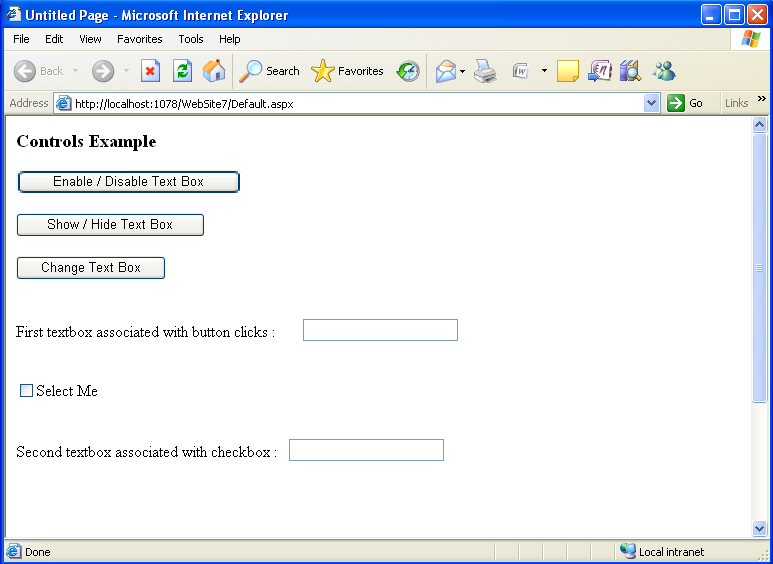 Untitled Page - Microsoft Internet Explorer
File Edit View Favorites Tools Help
Back Search Favorites
Address http://localhost:1078/WebSite7/Default.aspx Go Links »
Controls Example
Enable / Disable Text Box
Show / Hide Text Box
Change Text Box
First textbox associated with button clicks :
Select Me
Second textbox associated with checkbox :
Done Local intranet